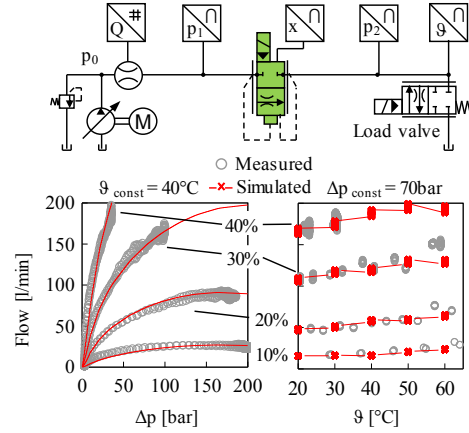 Q #
p1 ∩
x ∩
p2 ∩
ϑ ∩
p0
M
Load valve
Measured
Simulated
ϑ const = 40°C
Δp const = 70bar
Flow [l/min]
200
150
100
50
0
40%
30%
20%
10%
0 50 100 150 200
20 30 40 50 60
Δp [bar]
ϑ [°C]